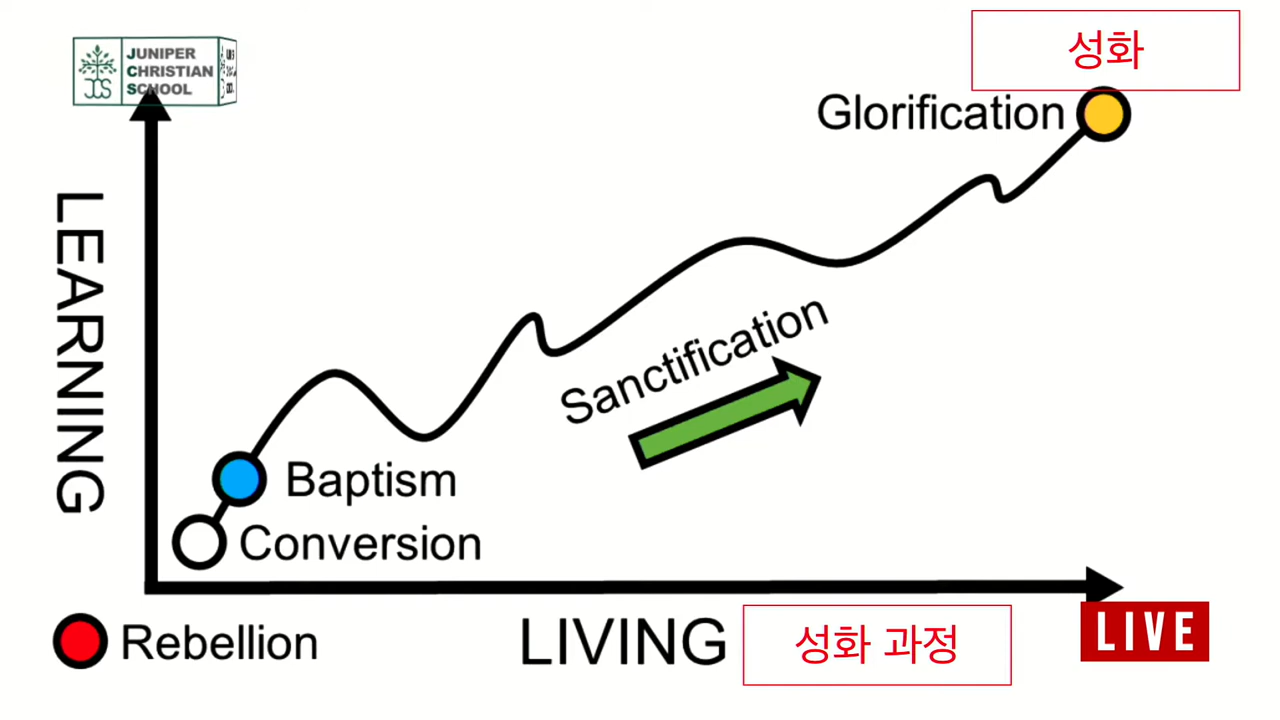 JUNIPER
CHRISTIAN
SCHOOL
성화
Glorification
LEARNING
Sanctification
Baptism
Conversion
Rebellion
LIVING
성화 과정
LIVE